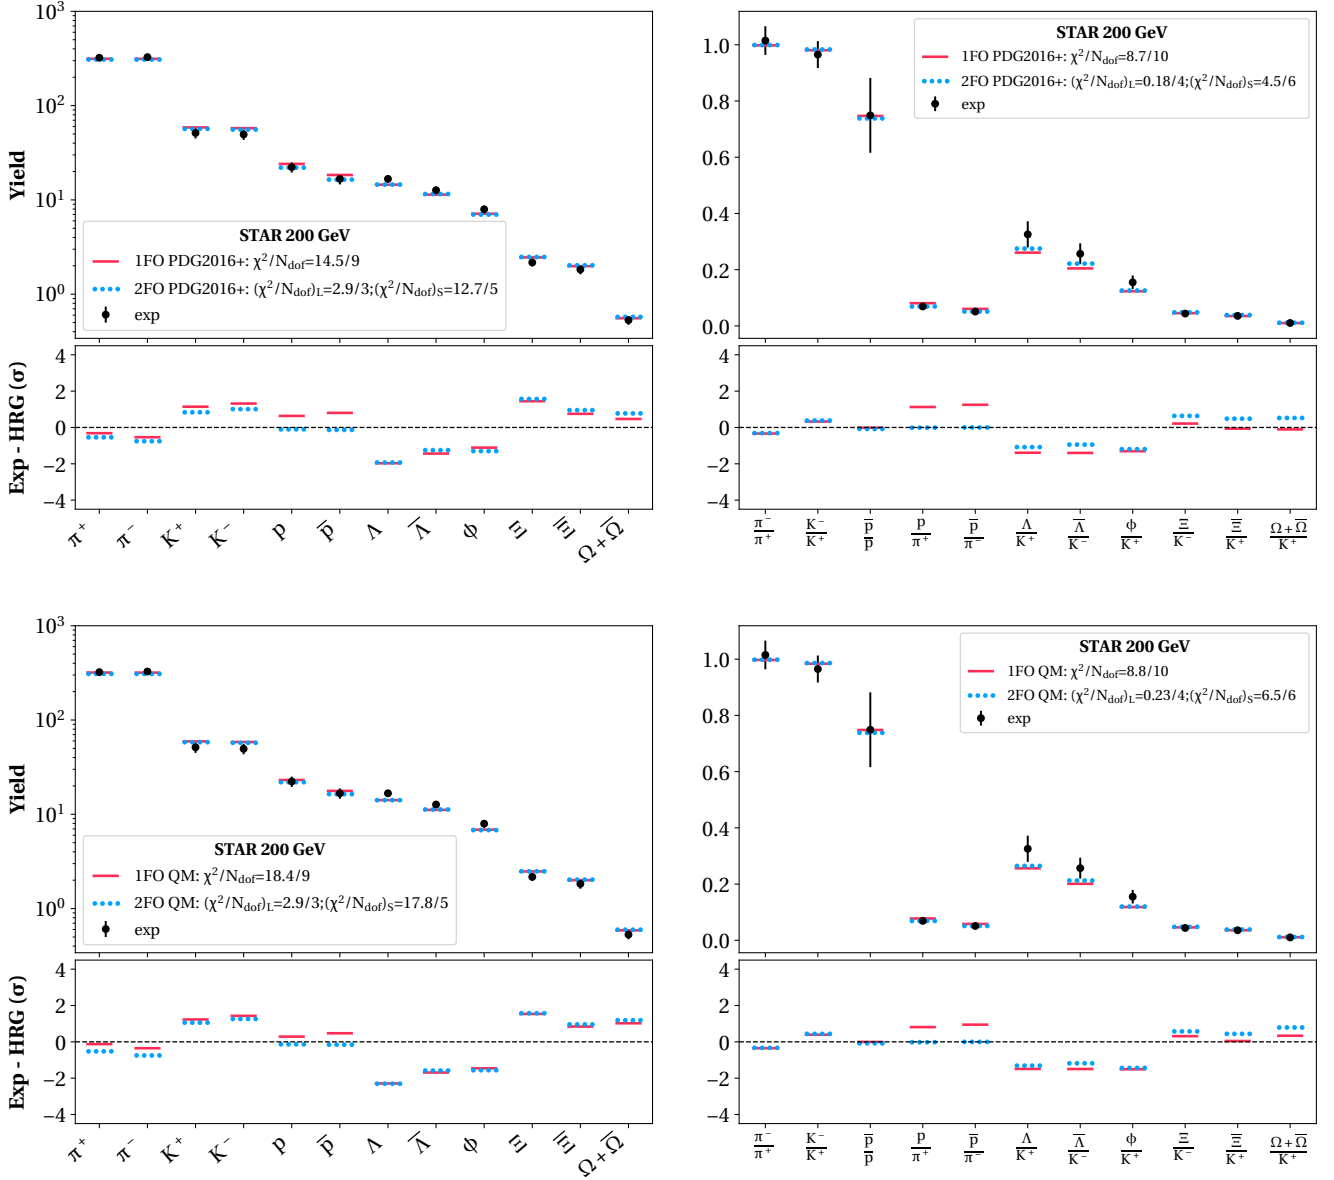 10³
10²
10¹
10⁰
Yield
STAR 200 GeV
1FO PDG2016+: χ²/N_dof=14.5/9
2FO PDG2016+: (χ²/N_dof)_L=2.9/3;(χ²/N_dof)_S=12.7/5
exp
4
2
0
−2
−4
Exp - HRG (σ)
π⁺ π⁻ K⁺ K⁻ p p̅ Λ Λ̅ ϕ Ξ Ξ̅ Ω+Ω̅
1.0
0.8
0.6
0.4
0.2
0.0
STAR 200 GeV
1FO PDG2016+: χ²/N_dof=8.7/10
2FO PDG2016+: (χ²/N_dof)_L=0.18/4;(χ²/N_dof)_S=4.5/6
exp
4
2
0
−2
−4
π⁻/π⁺ K⁻/K⁺ p̅/p p/π⁺ p̅/π⁻ Λ/K⁺ Λ̅/K⁻ ϕ/K⁺ Ξ/K⁻ Ξ̅/K⁺ Ω+Ω̅/K⁺
10³
10²
10¹
10⁰
Yield
STAR 200 GeV
1FO QM: χ²/N_dof=18.4/9
2FO QM: (χ²/N_dof)_L=2.9/3;(χ²/N_dof)_S=17.8/5
exp
4
2
0
−2
−4
Exp - HRG (σ)
π⁺ π⁻ K⁺ K⁻ p p̅ Λ Λ̅ ϕ Ξ Ξ̅ Ω+Ω̅
1.0
0.8
0.6
0.4
0.2
0.0
STAR 200 GeV
1FO QM: χ²/N_dof=8.8/10
2FO QM: (χ²/N_dof)_L=0.23/4;(χ²/N_dof)_S=6.5/6
exp
4
2
0
−2
−4
π⁻/π⁺ K⁻/K⁺ p̅/p p/π⁺ p̅/π⁻ Λ/K⁺ Λ̅/K⁻ ϕ/K⁺ Ξ/K⁻ Ξ̅/K⁺ Ω+Ω̅/K⁺